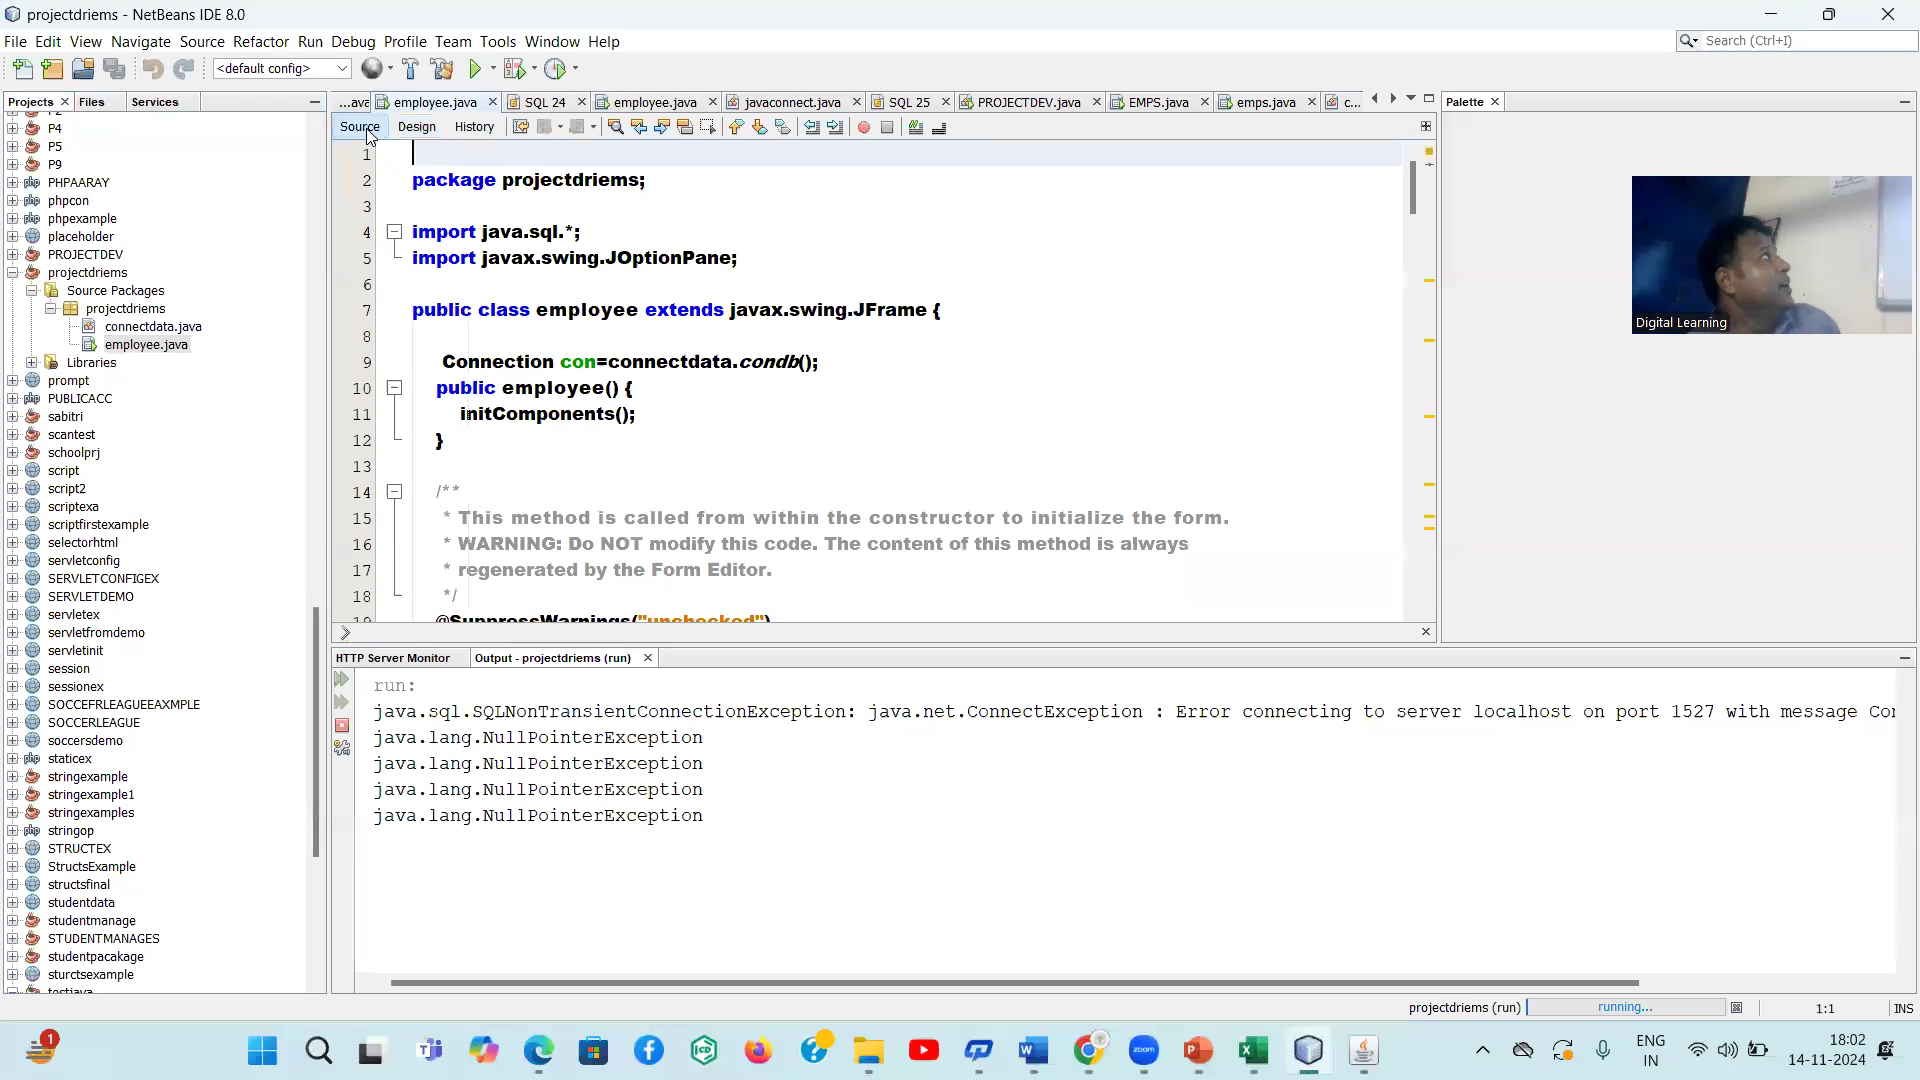 projectdriems - NetBeans IDE 8.0
File Edit View Navigate Source Refactor Run Debug Profile Team Tools Window Help
Search (Ctrl+I)
<default config>
Projects Files Services
...ava employee.java SQL 24 employee.java javaconnect.java SQL 25 PROJECTDEV.java EMPS.java emps.java c...
Palette
Source Design History
P4
P5
P9
PHPAARAY
phpcon
phpexample
placeholder
PROJECTDEV
projectdriems
Source Packages
projectdriems
connectdata.java
employee.java
Libraries
prompt
PUBLICACC
sabitri
scantest
schoolprj
script
script2
scriptexa
scriptfirstexample
selectorhtml
servletconfig
SERVLETCONFIGEX
SERVLETDEMO
servletex
servletfromdemo
servletinit
session
sessionex
SOCCEFRLEAGUEEAXMPLE
SOCCERLEAGUE
soccersdemo
staticex
stringexample
stringexample1
stringexamples
stringop
STRUCTEX
StructsExample
structsfinal
studentdata
studentmanage
STUDENTMANAGES
studentpacakage
sturctsexample
testjava
1
2 package projectdriems;
3
4 import java.sql.*;
5 import javax.swing.JOptionPane;
6
7 public class employee extends javax.swing.JFrame {
8
9 Connection con=connectdata.condb();
10 public employee() {
11 initComponents();
12 }
13
14 /**
15 * This method is called from within the constructor to initialize the form.
16 * WARNING: Do NOT modify this code. The content of this method is always
17 * regenerated by the Form Editor.
18 */
19 @SuppressWarnings("unchecked")
Digital Learning
HTTP Server Monitor Output - projectdriems (run)
run:
java.sql.SQLNonTransientConnectionException: java.net.ConnectException : Error connecting to server localhost on port 1527 with message Con
java.lang.NullPointerException
java.lang.NullPointerException
java.lang.NullPointerException
java.lang.NullPointerException
projectdriems (run) running... 1:1 INS
1
ENG
IN
18:02
14-11-2024